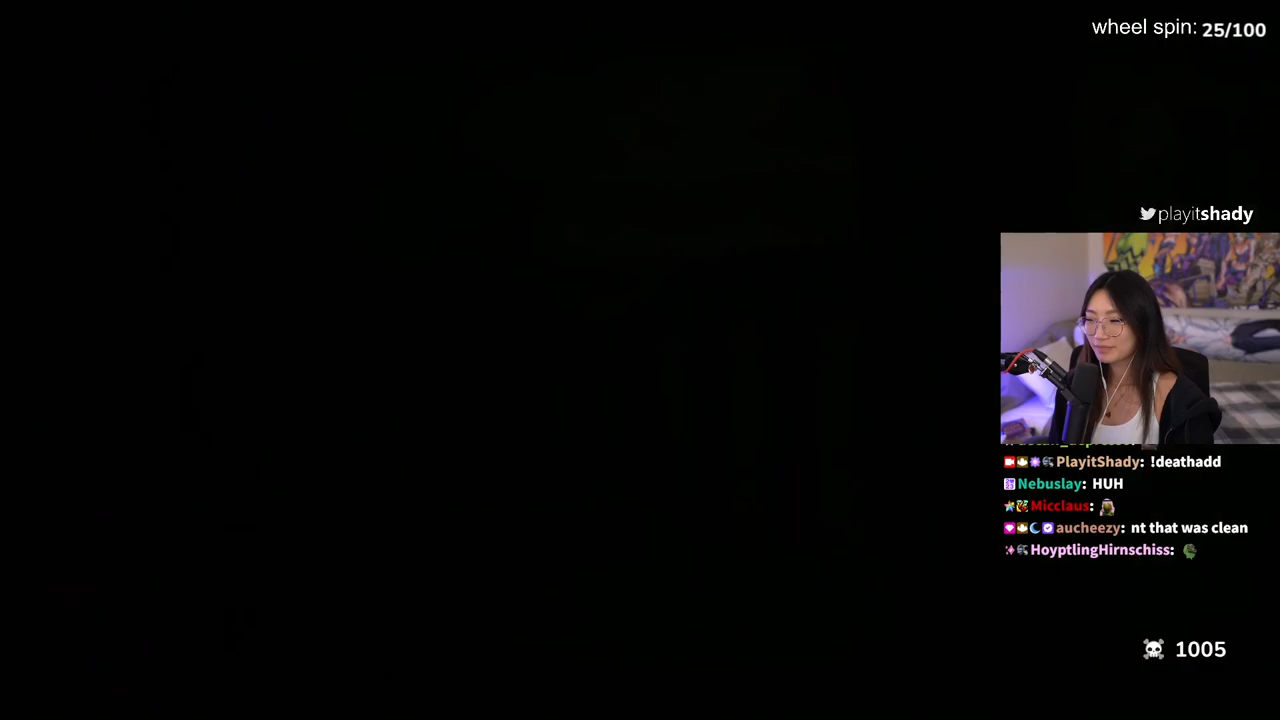 wheel spin: 25/100
playitshady
PlayitShady: !deathadd
Nebuslay: HUH
Micclaus:
aucheezy: nt that was clean
HoyptlingHirnschiss:
1005